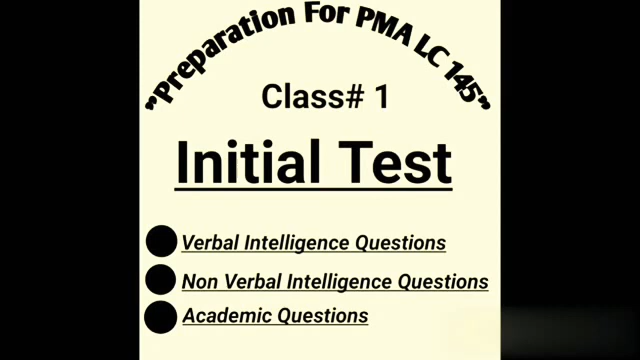 "Preparation For PMA LC 145"
Class# 1
Initial Test
Verbal Intelligence Questions
Non Verbal Intelligence Questions
Academic Questions